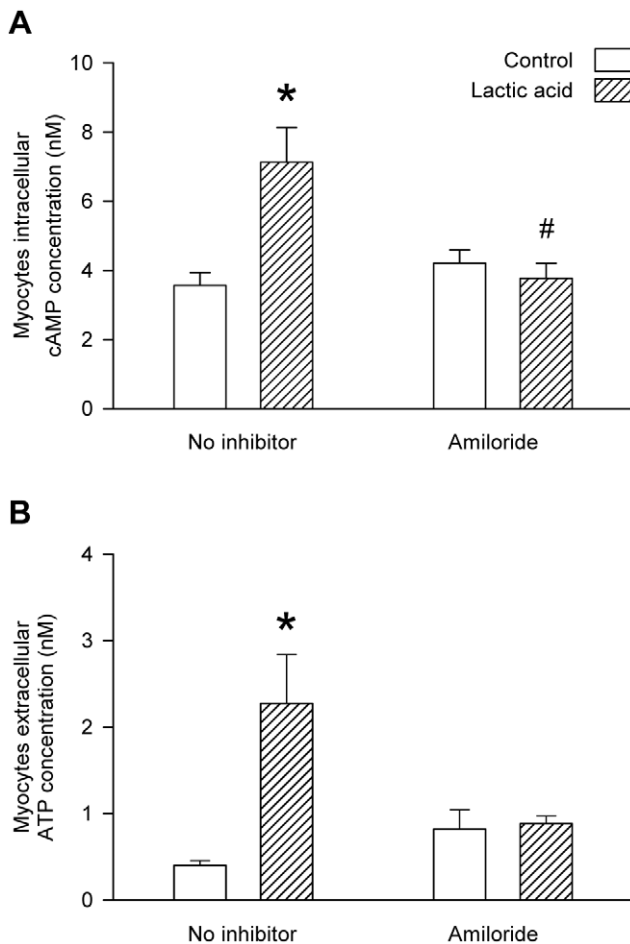 A
10
8
6
4
2
0
Myocytes intracellular
cAMP concentration (nM)
Control
Lactic acid
*
#
No inhibitor
Amiloride
B
4
3
2
1
0
Myocytes extracellular
ATP concentration (nM)
*
No inhibitor
Amiloride